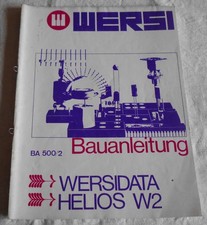 WERSI
BA 500-2
Bauanleitung
WERSIDATA
HELIOS W2